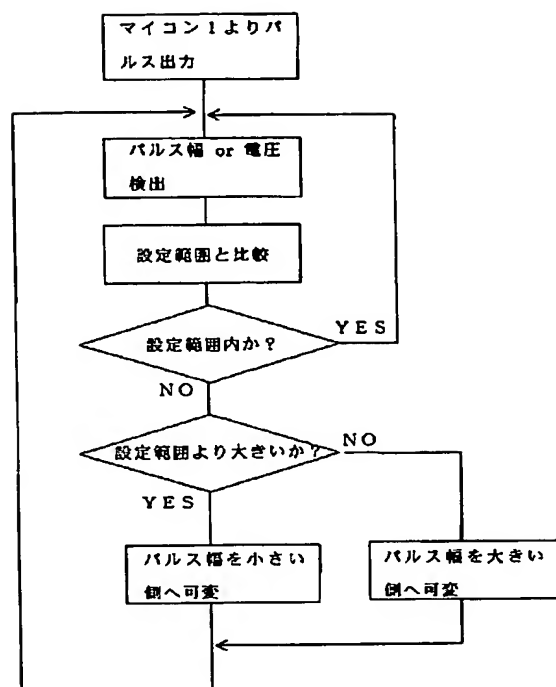 マイコン1よりパ
ルス出力
パルス幅 or 電圧
検出
設定範囲と比較
設定範囲内か?
YES
NO
設定範囲より大きいか?
NO
YES
パルス幅を小さい
側へ可変
パルス幅を大きい
側へ可変